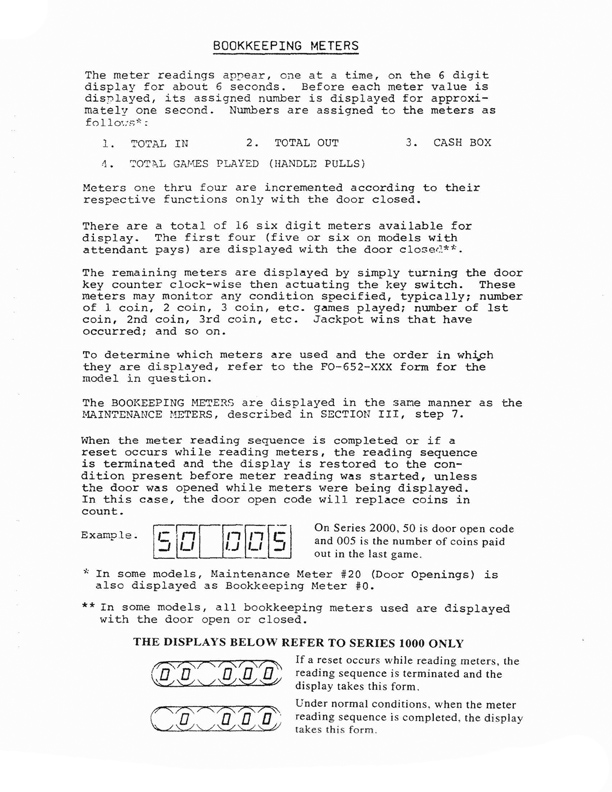 BOOKKEEPING METERS
The meter readings appear, one at a time, on the 6 digit
display for about 6 seconds. Before each meter value is
displayed, its assigned number is displayed for approxi-
mately one second. Numbers are assigned to the meters as
follows*:
1. TOTAL IN 2. TOTAL OUT 3. CASH BOX
4. TOTAL GAMES PLAYED (HANDLE PULLS)
Meters one thru four are incremented according to their
respective functions only with the door closed.
There are a total of 16 six digit meters available for
display. The first four (five or six on models with
attendant pays) are displayed with the door closed**.
The remaining meters are displayed by simply turning the door
key counter clock-wise then actuating the key switch. These
meters may monitor any condition specified, typically; number
of 1 coin, 2 coin, 3 coin, etc. games played; number of 1st
coin, 2nd coin, 3rd coin, etc. Jackpot wins that have
occurred; and so on.
To determine which meters are used and the order in which
they are displayed, refer to the FO-652-XXX form for the
model in question.
The BOOKEEPING METERS are displayed in the same manner as the
MAINTENANCE METERS, described in SECTION III, step 7.
When the meter reading sequence is completed or if a
reset occurs while reading meters, the reading sequence
is terminated and the display is restored to the con-
dition present before meter reading was started, unless
the door was opened while meters were being displayed.
In this case, the door open code will replace coins in
count.
Example. 50 005 On Series 2000, 50 is door open code
and 005 is the number of coins paid
out in the last game.
* In some models, Maintenance Meter #20 (Door Openings) is
also displayed as Bookkeeping Meter #0.
** In some models, all bookkeeping meters used are displayed
with the door open or closed.
THE DISPLAYS BELOW REFER TO SERIES 1000 ONLY
00 000 If a reset occurs while reading meters, the
reading sequence is terminated and the
display takes this form.
0 000 Under normal conditions, when the meter
reading sequence is completed, the display
takes this form.